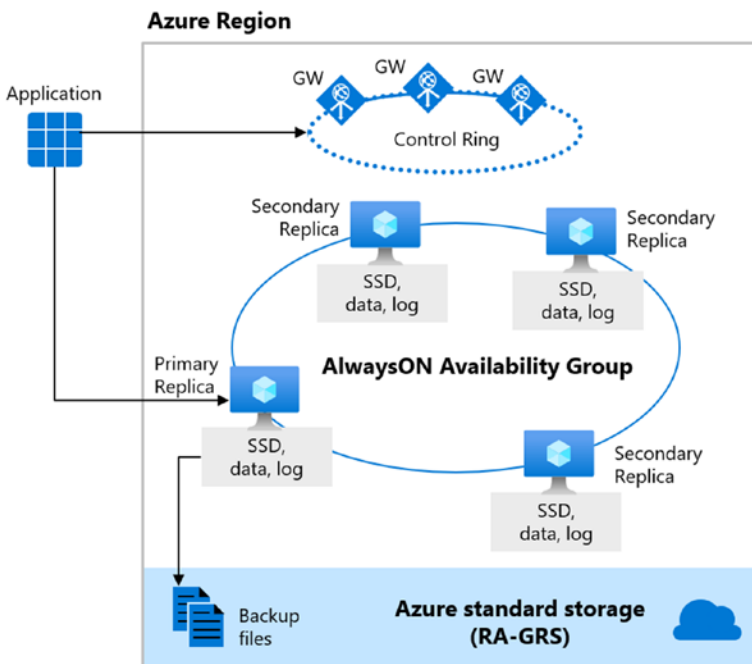 Azure Region
GW
GW
GW
Application
Control Ring
Secondary
Replica
Secondary
Replica
SSD,
data, log
SSD,
data, log
Primary
Replica
AlwaysON Availability Group
SSD,
data, log
Secondary
Replica
SSD,
data, log
Backup
files
Azure standard storage
(RA-GRS)